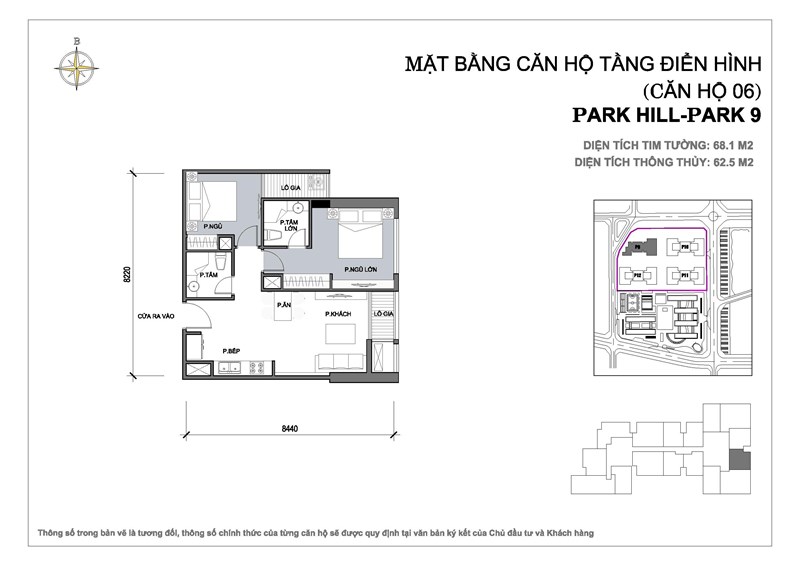 B
MẶT BẰNG CĂN HỘ TẦNG ĐIỂN HÌNH
(CĂN HỘ 06)
PARK HILL-PARK 9
DIỆN TÍCH TIM TƯỜNG: 68.1 M2
DIỆN TÍCH THÔNG THỦY: 62.5 M2
LÔ GIA
P.NGỦ
P.TẮM
LỚN
P.NGỦ LỚN
P.TẮM
8220
P.ĂN
P.KHÁCH
LÔ GIA
CỬA RA VÀO
P.BẾP
8440
P9
P10
P12
P11
Thông số trong bản vẽ là tương đối, thông số chính thức của từng căn hộ sẽ được quy định tại văn bản ký kết của Chủ đầu tư và Khách hàng